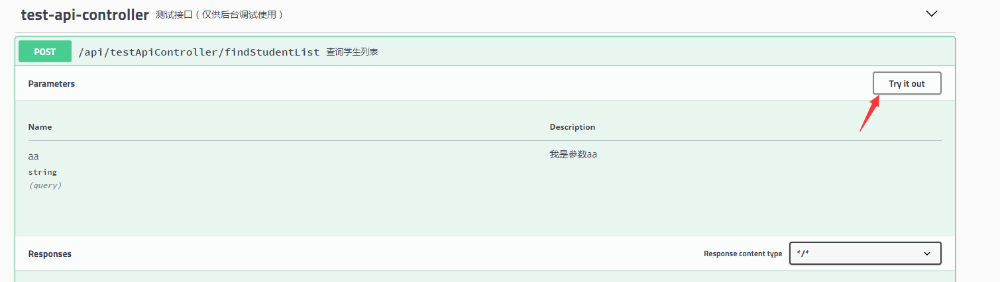 test-api-controller 测试接口（仅供后台调试使用）
POST /api/testApiController/findStudentList 查询学生列表
Parameters Try it out
Name Description
aa 我是参数aa
string
(query)
Responses Response content type */*